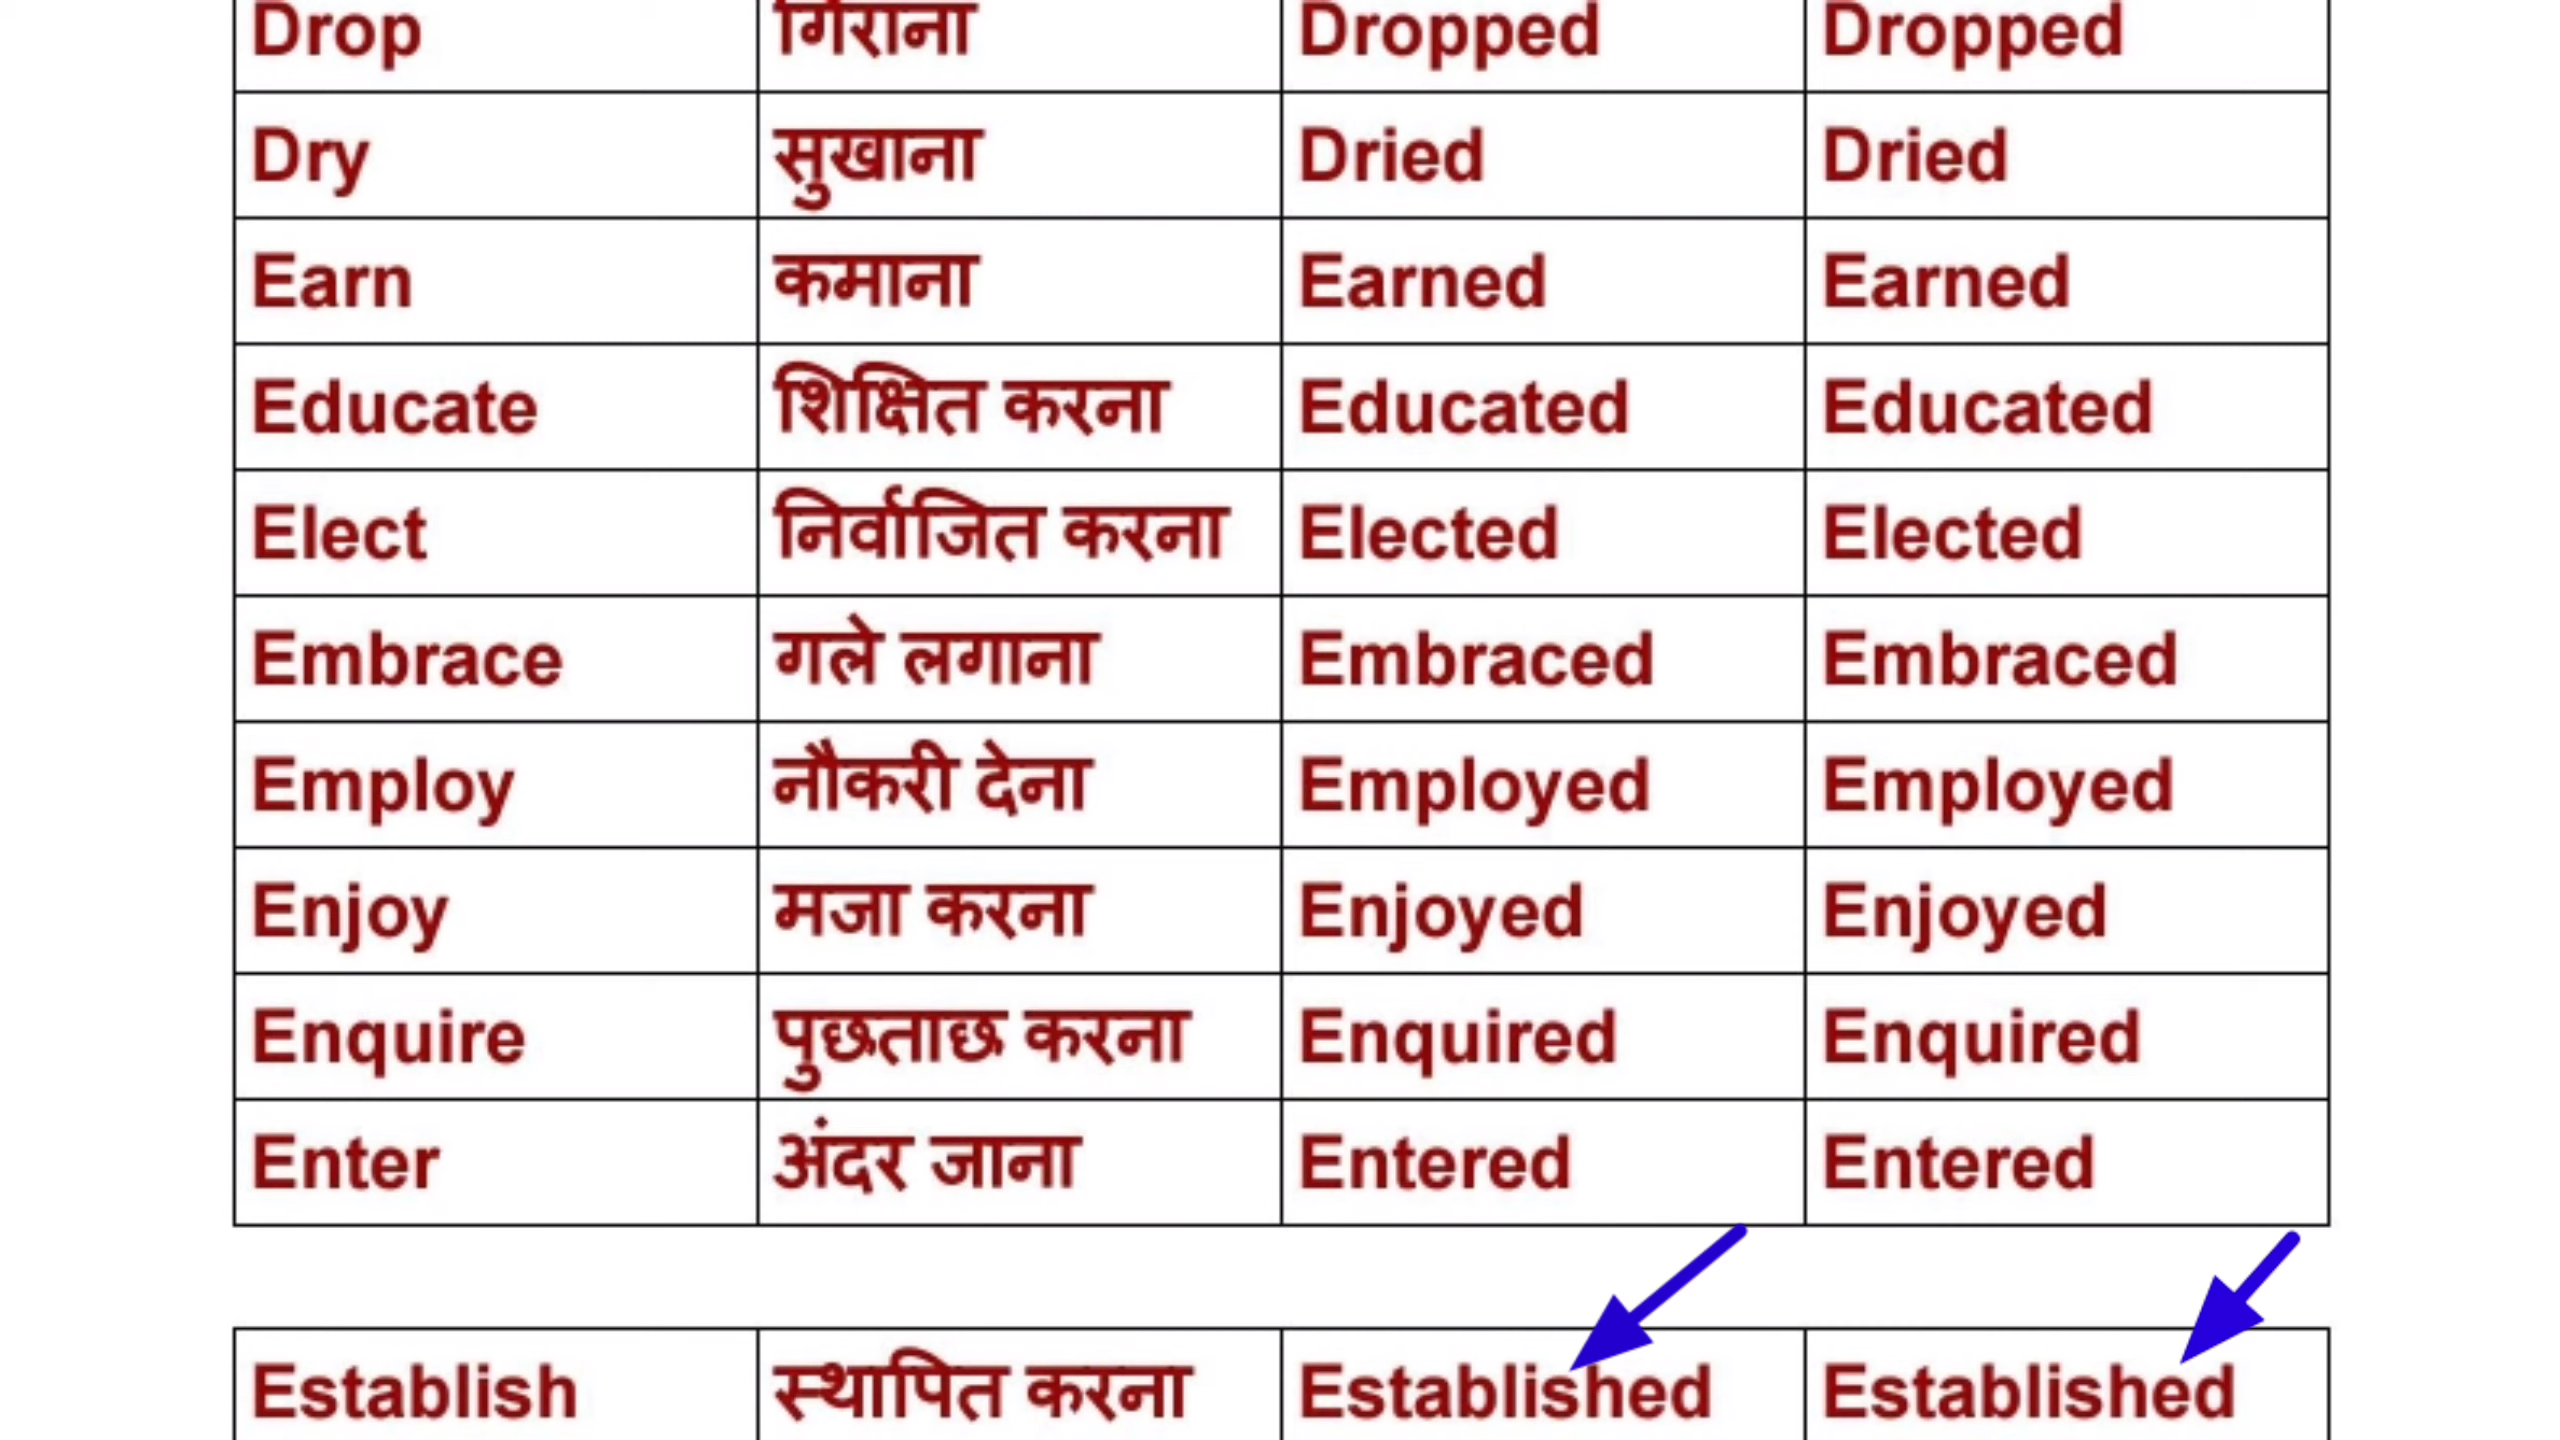 Drop गिराना Dropped Dropped
Dry सुखाना Dried Dried
Earn कमाना Earned Earned
Educate शिक्षित करना Educated Educated
Elect निर्वाजित करना Elected Elected
Embrace गले लगाना Embraced Embraced
Employ नौकरी देना Employed Employed
Enjoy मजा करना Enjoyed Enjoyed
Enquire पुछताछ करना Enquired Enquired
Enter अंदर जाना Entered Entered
Establish स्थापित करना Established Established